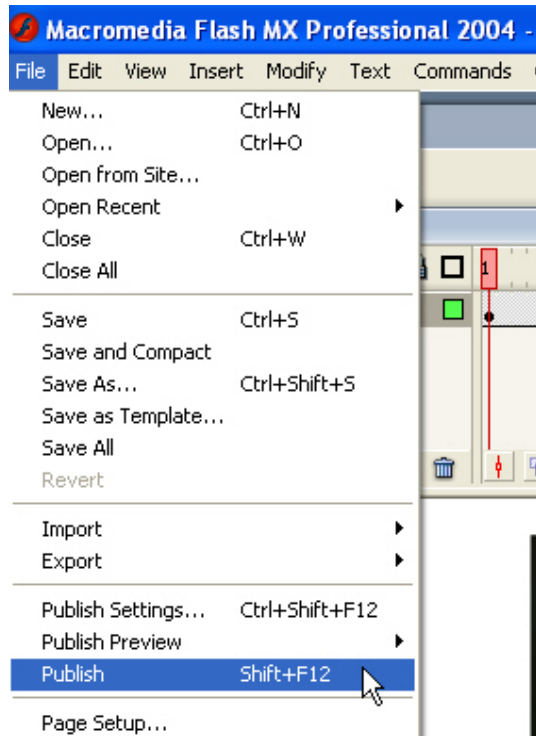 Macromedia Flash MX Professional 2004 -
File Edit View Insert Modify Text Commands
New... Ctrl+N
Open... Ctrl+O
Open from Site...
Open Recent
Close Ctrl+W
Close All
1
Save Ctrl+S
Save and Compact
Save As... Ctrl+Shift+S
Save as Template...
Save All
Revert
Import
Export
Publish Settings... Ctrl+Shift+F12
Publish Preview
Publish Shift+F12
Page Setup...